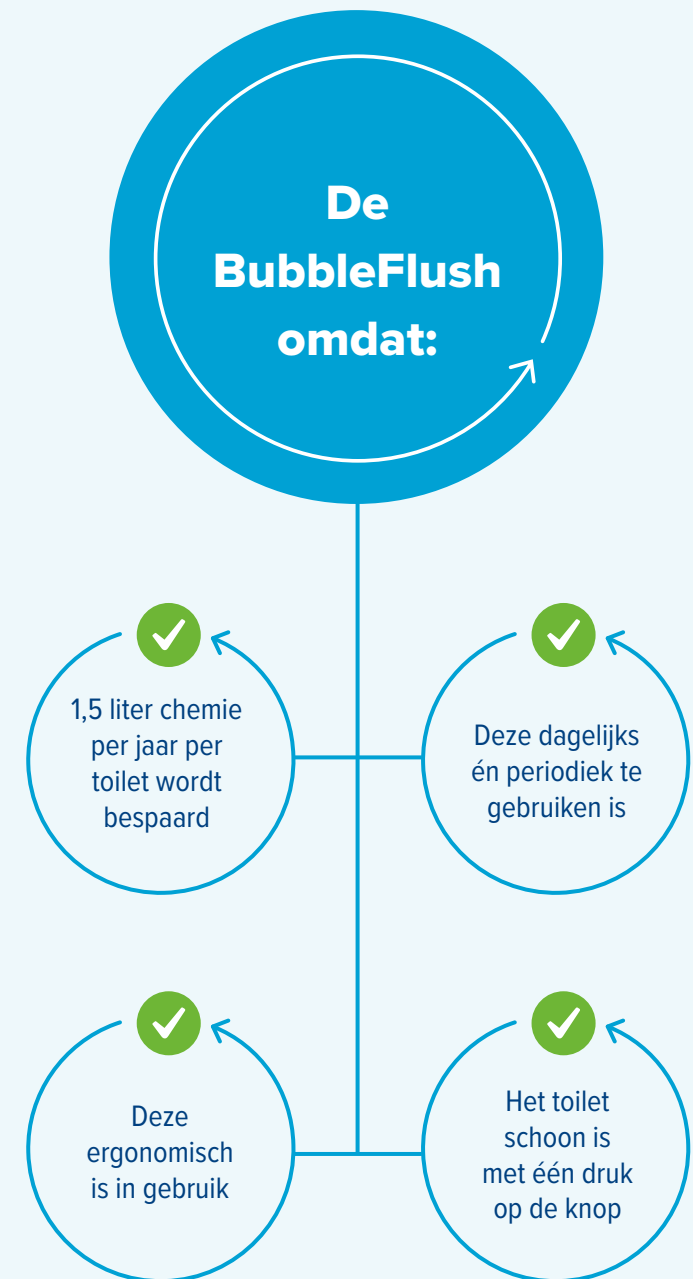 De
BubbleFlush
omdat:
1,5 liter chemie
per jaar per
toilet wordt
bespaard
Deze dagelijks
én periodiek te
gebruiken is
Deze
ergonomisch
is in gebruik
Het toilet
schoon is
met één druk
op de knop